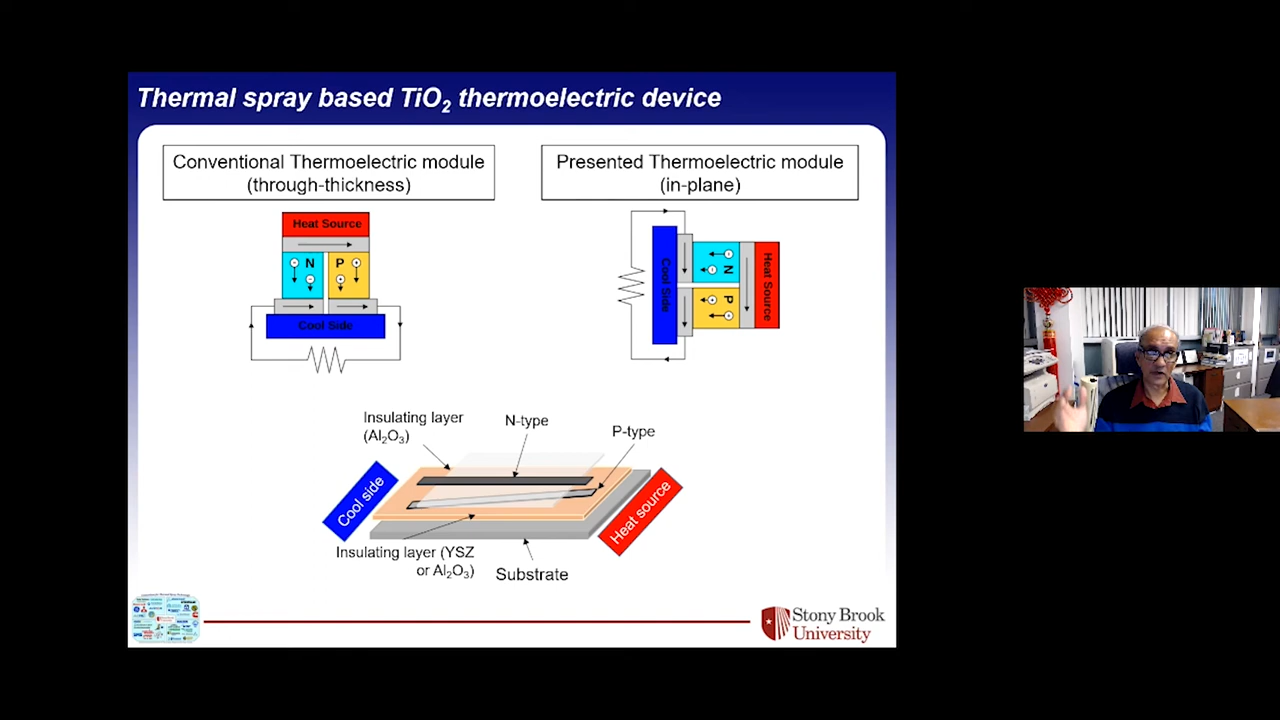 Thermal spray based TiO₂ thermoelectric device
Conventional Thermoelectric module
(through-thickness)
Presented Thermoelectric module
(in-plane)
Heat Source
N P
Cool Side
Cool Side
N
P
Heat Source
Insulating layer
(Al₂O₃)
N-type
P-type
Cool side
Heat source
Insulating layer (YSZ
or Al₂O₃)
Substrate
Stony Brook
University